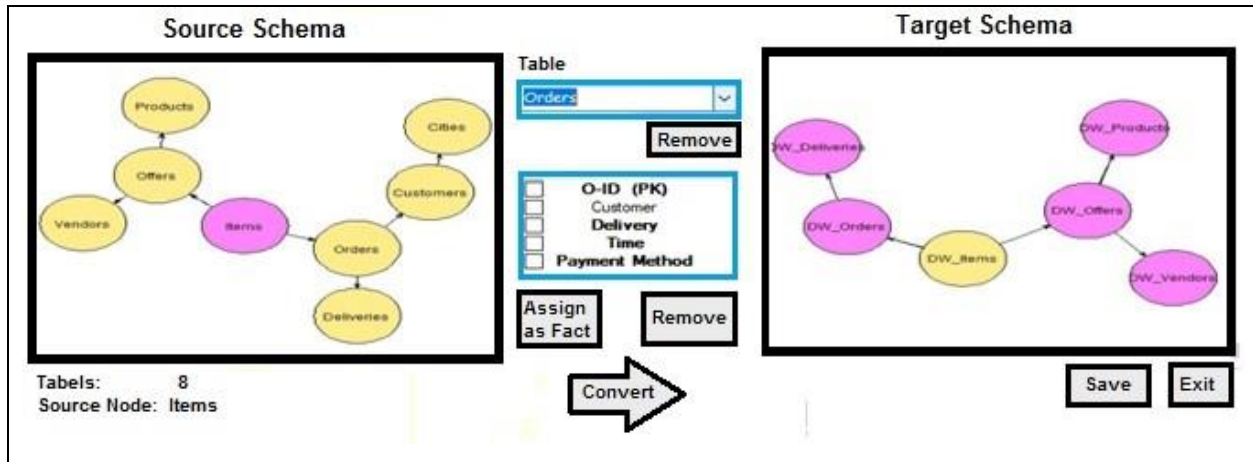 Source Schema
Products
Cities
Offers
Customers
Vendors
Items
Orders
Deliveries
Tabels: 8
Source Node: Items
Table
Orders
Remove
O-ID (PK)
Customer
Delivery
Time
Payment Method
Assign
as Fact
Remove
Convert
Target Schema
DW_Products
DW_Deliveries
DW_Offers
DW_Orders
DW_Items
DW_Vendors
Save
Exit